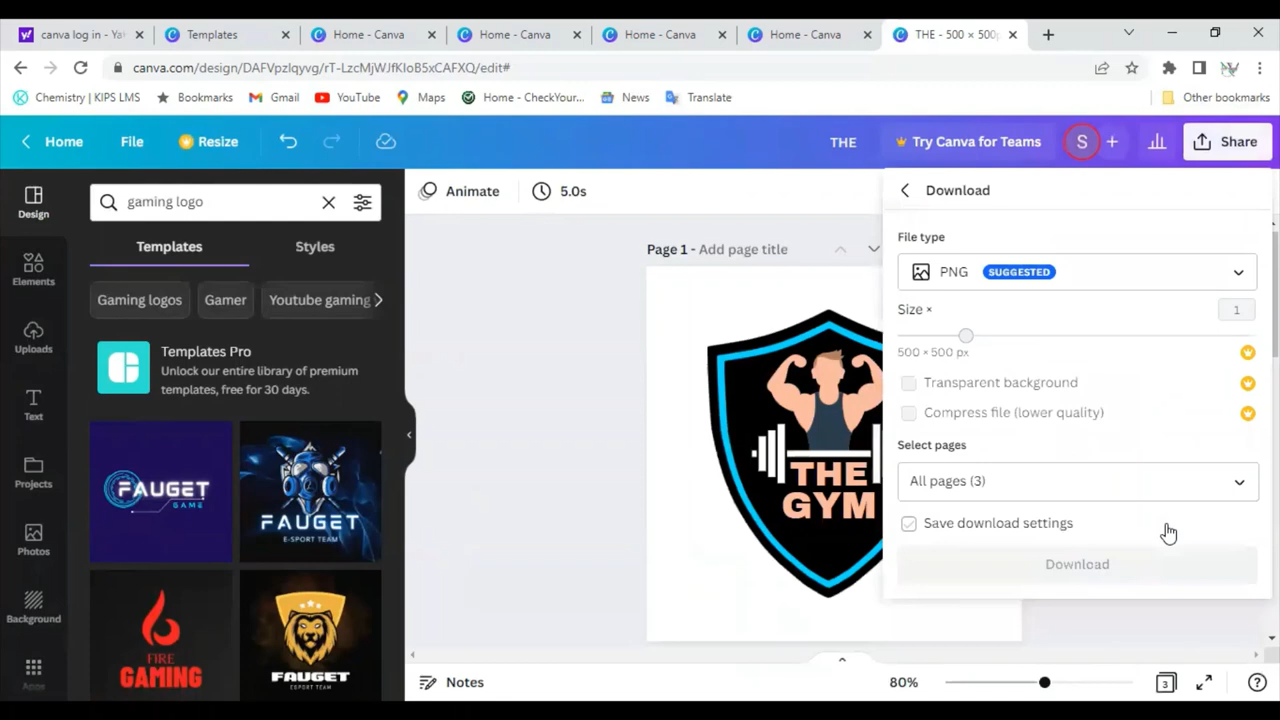 canva log in - Ya
Templates
Home - Canva
Home - Canva
Home - Canva
Home - Canva
THE - 500 × 500p
canva.com/design/DAFVpzIqyvg/rT-LzcMjWJfKIoB5xCAFXQ/edit#
Chemistry | KIPS LMS
Bookmarks
Gmail
YouTube
Maps
Home - CheckYour...
News
Translate
Other bookmarks
Home
File
Resize
THE
Try Canva for Teams
S
Share
Design
Elements
Uploads
Text
Projects
Photos
Background
Apps
gaming logo
Templates
Styles
Gaming logos
Gamer
Youtube gaming
Templates Pro
Unlock our entire library of premium
templates, free for 30 days.
FAUGET
GAME
FAUGET
E-SPORT TEAM
FIRE
GAMING
FAUGET
ESPORT TEAM
Animate
5.0s
Page 1 - Add page title
THE
GYM
Download
File type
PNG SUGGESTED
Size × 1
500 × 500 px
Transparent background
Compress file (lower quality)
Select pages
All pages (3)
Save download settings
Download
Notes
80%
3